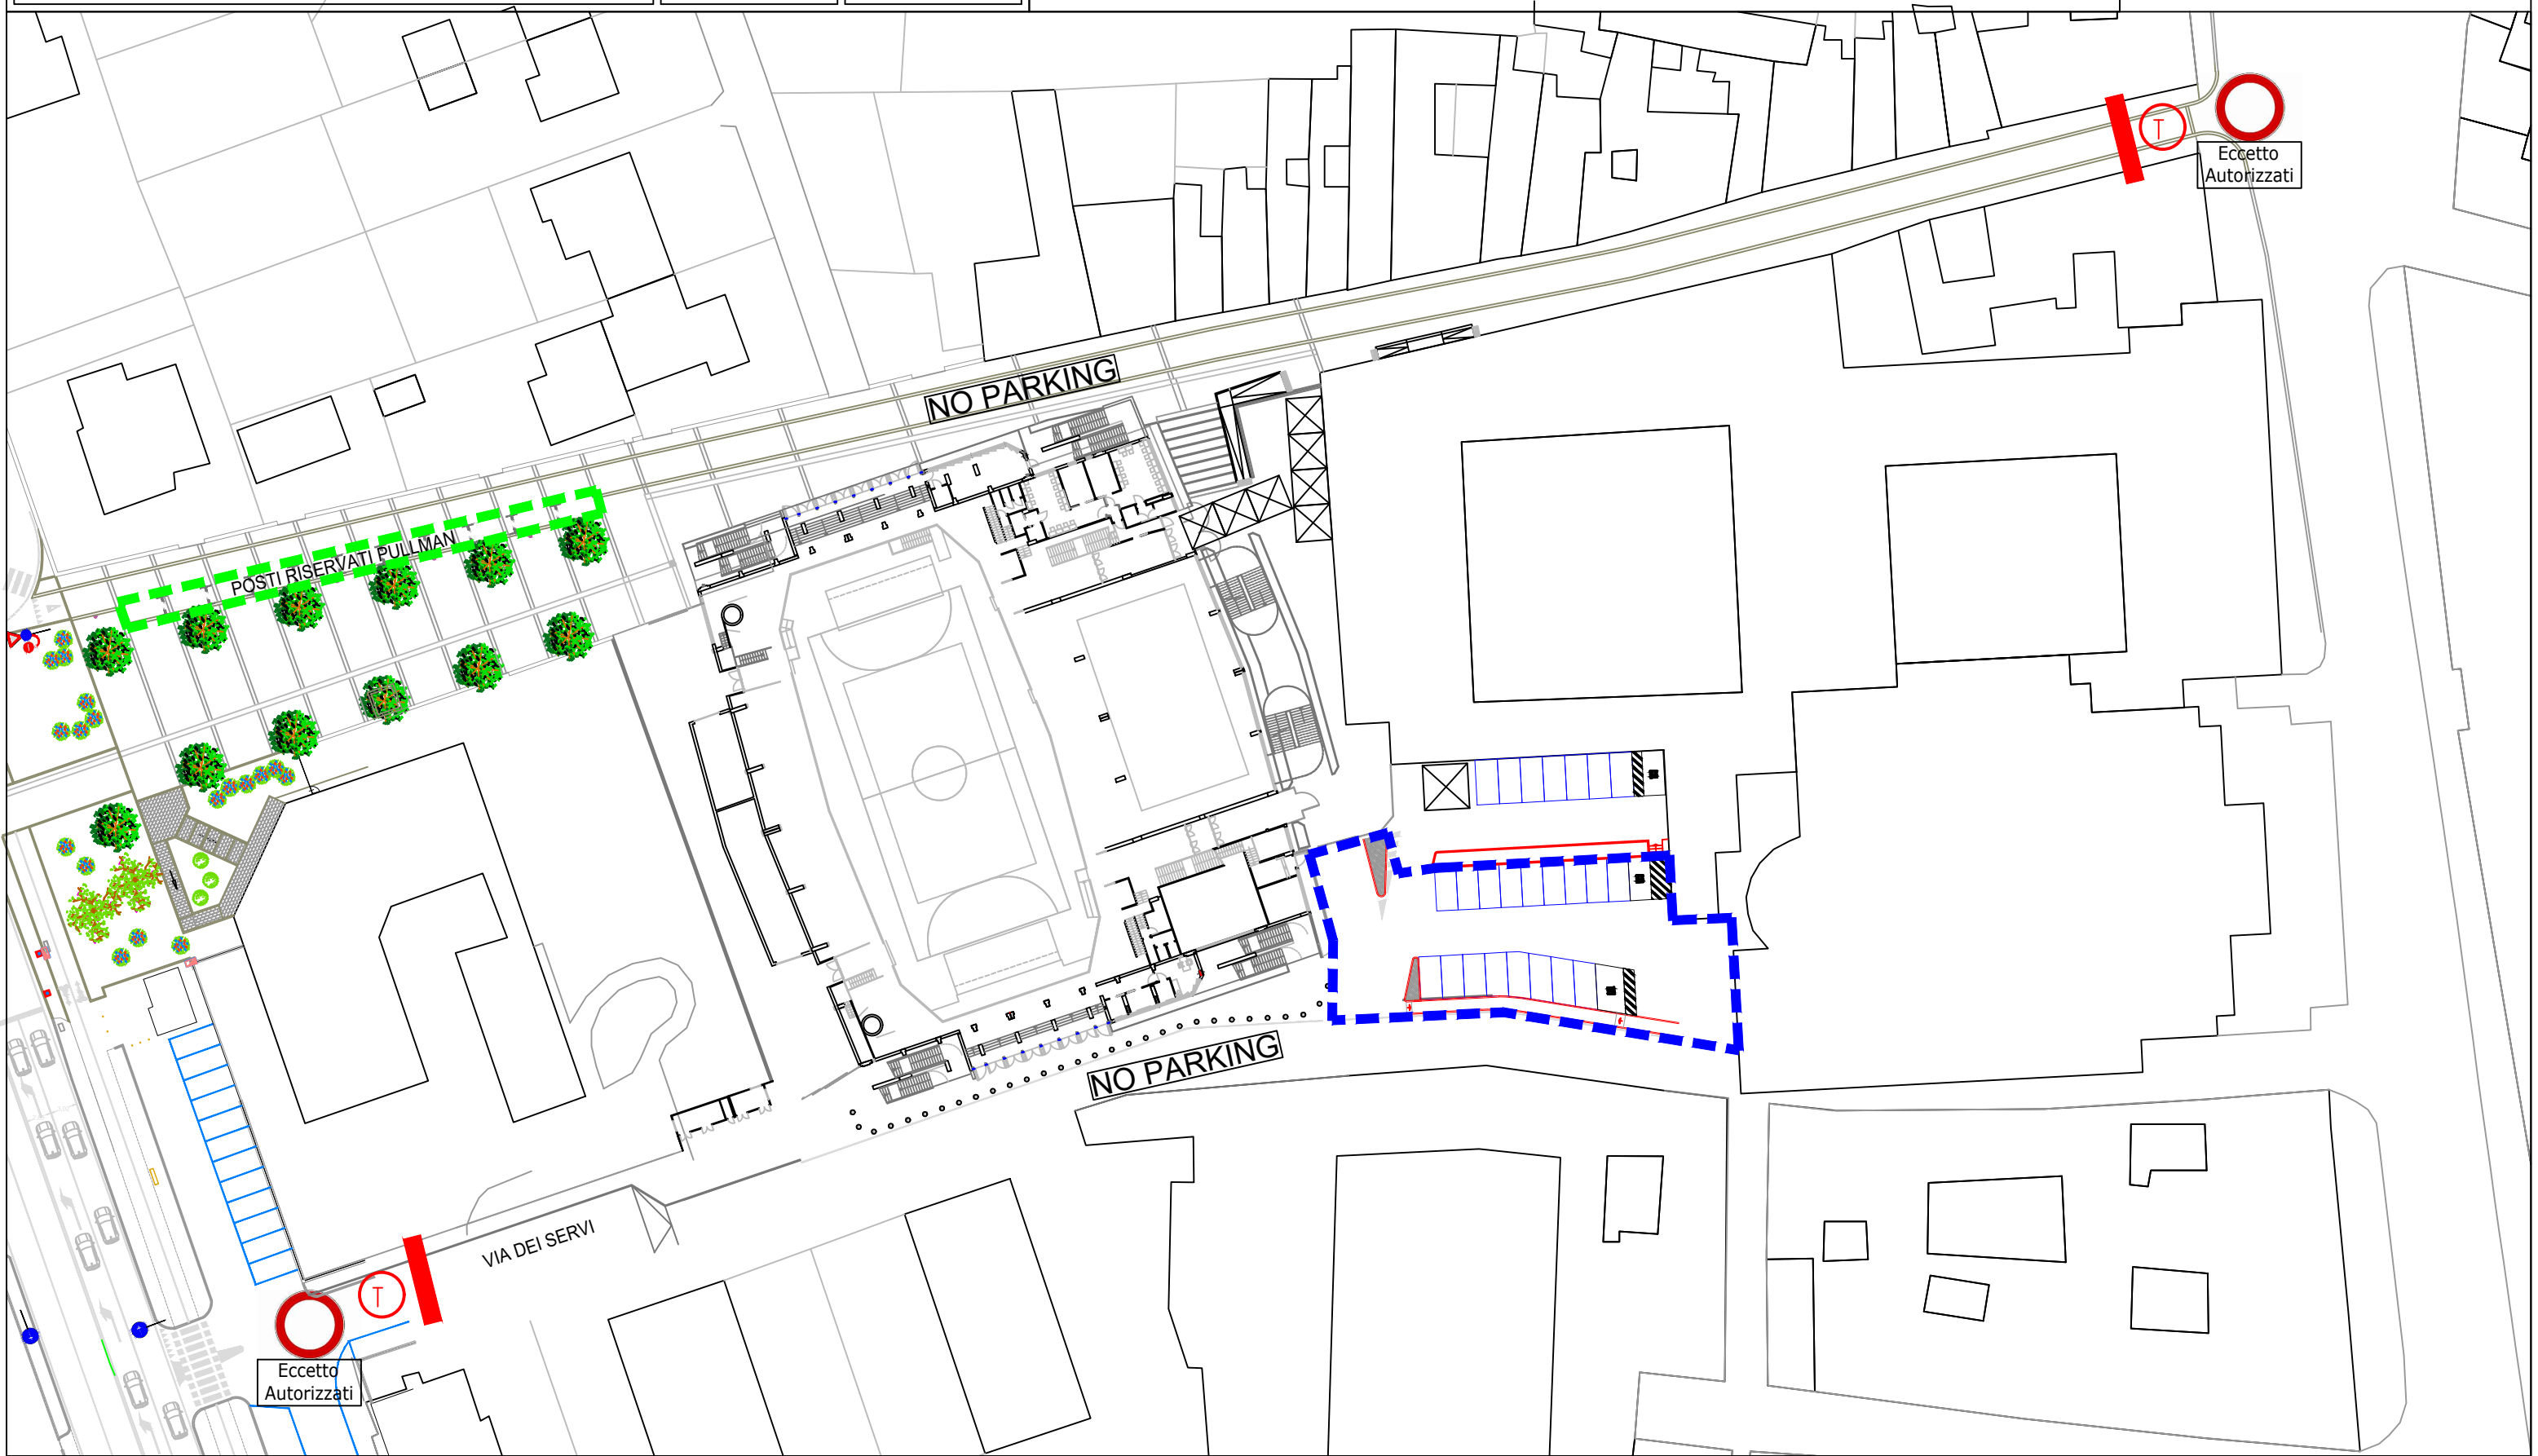 T
Eccetto
Autorizzati
NO PARKING
POSTI RISERVATI PULLMAN
NO PARKING
VIA DEI SERVI
T
Eccetto
Autorizzati